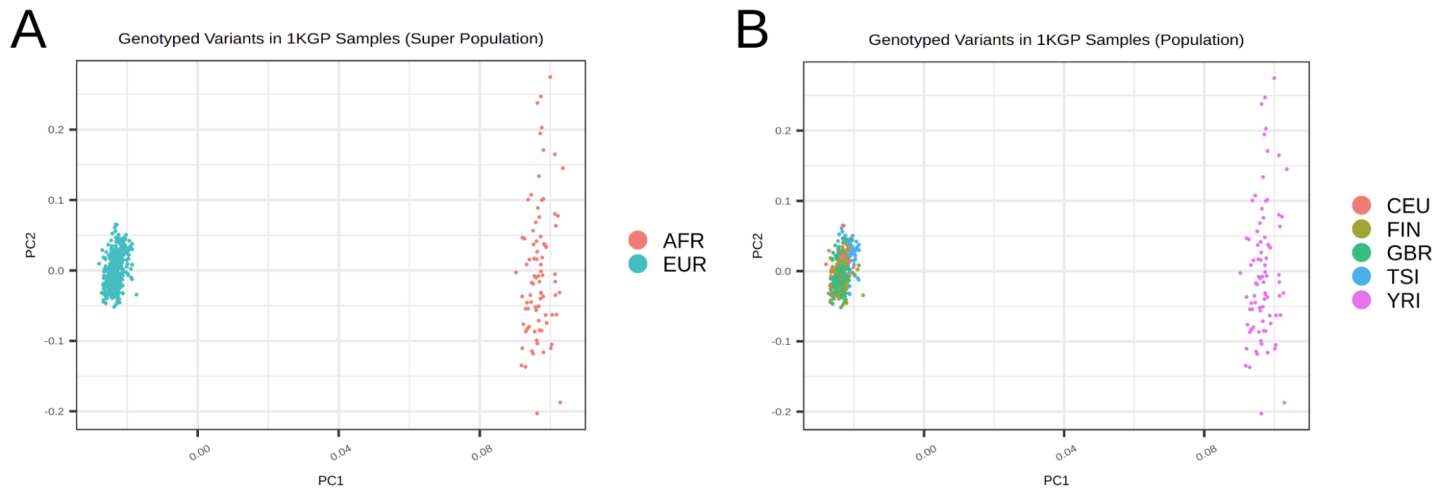 A
Genotyped Variants in 1KGP Samples (Super Population)
PC2
0.2
0.1
0.0
-0.1
-0.2
0.00
0.04
0.08
PC1
AFR
EUR
B
Genotyped Variants in 1KGP Samples (Population)
PC2
0.2
0.1
0.0
-0.1
-0.2
0.00
0.04
0.08
PC1
CEU
FIN
GBR
TSI
YRI